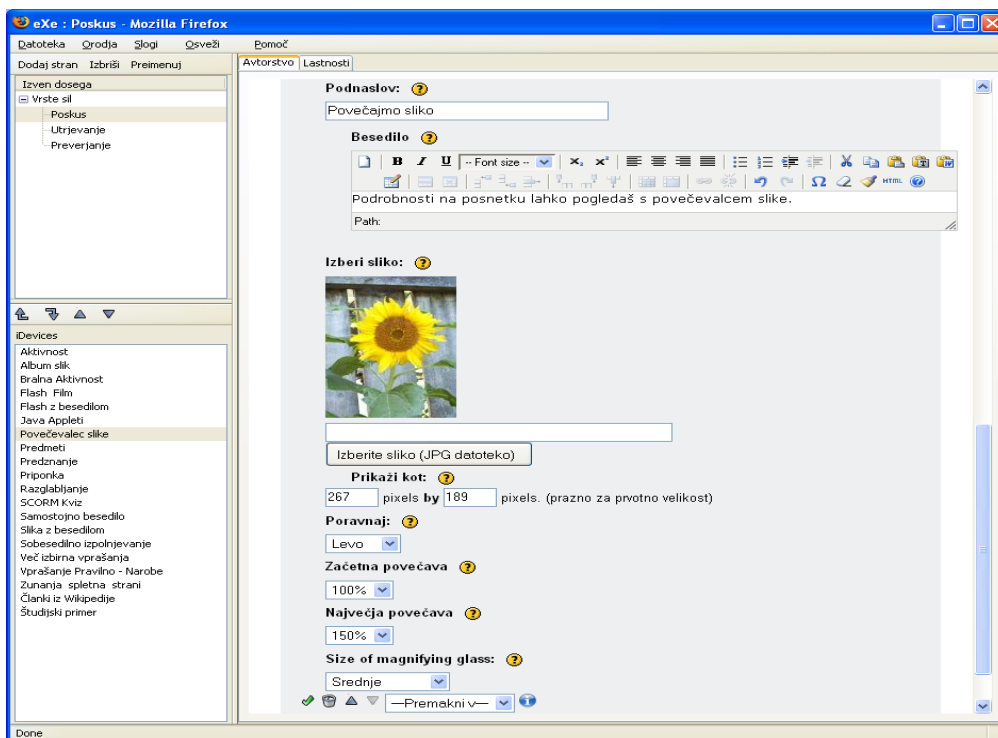 eXe : Poskus - Mozilla Firefox
Datoteka Orodja Slogi Osveži Pomoč
Dodaj stran Izbriši Preimenuj
Izven dosega
Vrste sil
Poskus
Utrjevanje
Preverjanje
iDevices
Aktivnost
Album slik
Bralna Aktivnost
Flash Film
Flash z besedilom
Java Appleti
Povečevalec slike
Predmeti
Predznanje
Priponka
Razglabljanje
SCORM Kviz
Samostojno besedilo
Slika z besedilom
Sobesedilno izpolnjevanje
Več izbirna vprašanja
Vprašanje Pravilno - Narobe
Zunanja spletna strani
Članki iz Wikipedije
Študijski primer
Avtorstvo Lastnosti
Podnaslov:
Povečajmo sliko
Besedilo
B I U -- Font size -- HTML
Podrobnosti na posnetku lahko pogledaš s povečevalcem slike.
Path:
Izberi sliko:
Izberite sliko (JPG datoteko)
Prikaži kot:
267 pixels by 189 pixels. (prazno za prvotno velikost)
Poravnaj:
Levo
Začetna povečava
100%
Največja povečava
150%
Size of magnifying glass:
Srednje
—Premakni v—
Done